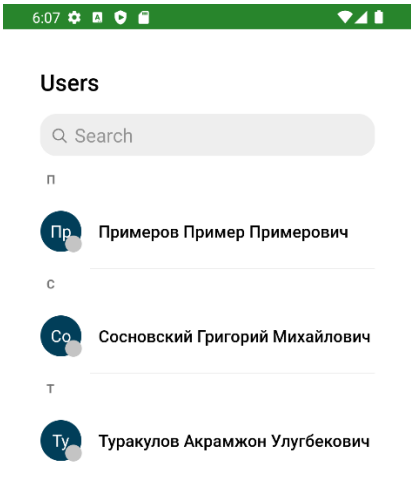 6:07
Users
Search
П
Пр
Примеров Пример Примерович
С
Со
Сосновский Григорий Михайлович
Т
Ту
Туракулов Акрамжон Улугбекович